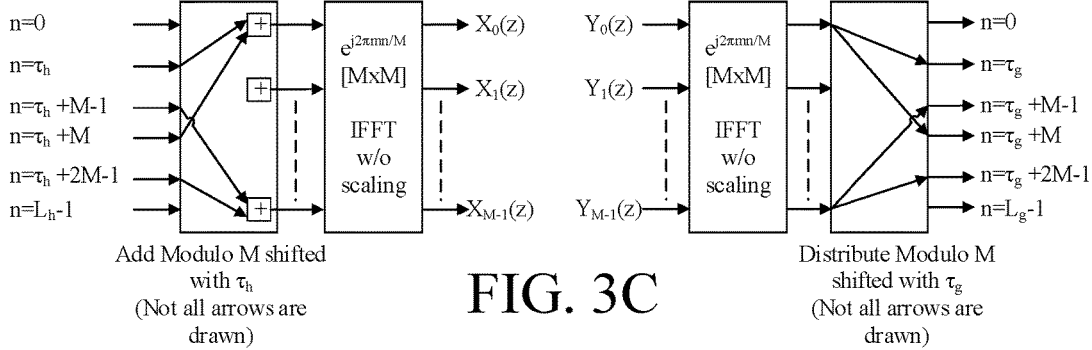 n=0
n=τh
n=τh +M-1
n=τh +M
n=τh +2M-1
n=Lh-1
+
+
+
Add Modulo M shifted
with τh
(Not all arrows are
drawn)
e^j2πmn/M
[MxM]
IFFT
w/o
scaling
X0(z)
X1(z)
XM-1(z)
Y0(z)
Y1(z)
YM-1(z)
e^j2πmn/M
[MxM]
IFFT
w/o
scaling
n=0
n=τg
n=τg +M-1
n=τg +M
n=τg +2M-1
n=Lg-1
Distribute Modulo M
shifted with τg
(Not all arrows are
drawn)
FIG. 3C